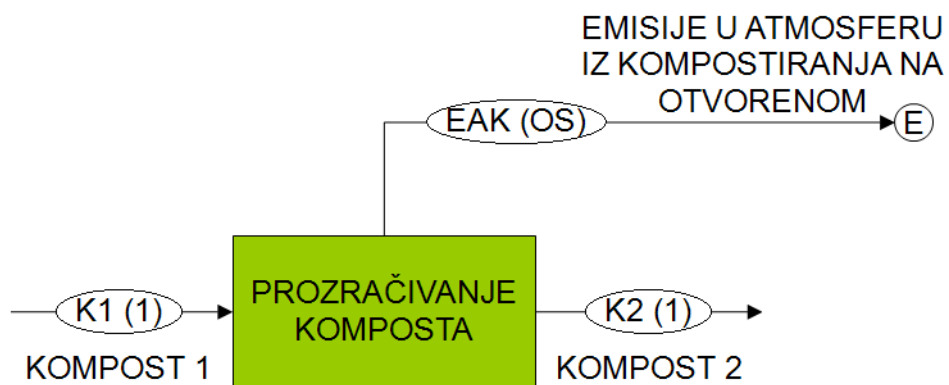 EMISIJE U ATMOSFERU
IZ KOMPOSTIRANJA NA
OTVORENOM
EAK (OS)
E
PROZRAČIVANJE
KOMPOSTA
K1 (1)
K2 (1)
KOMPOST 1
KOMPOST 2